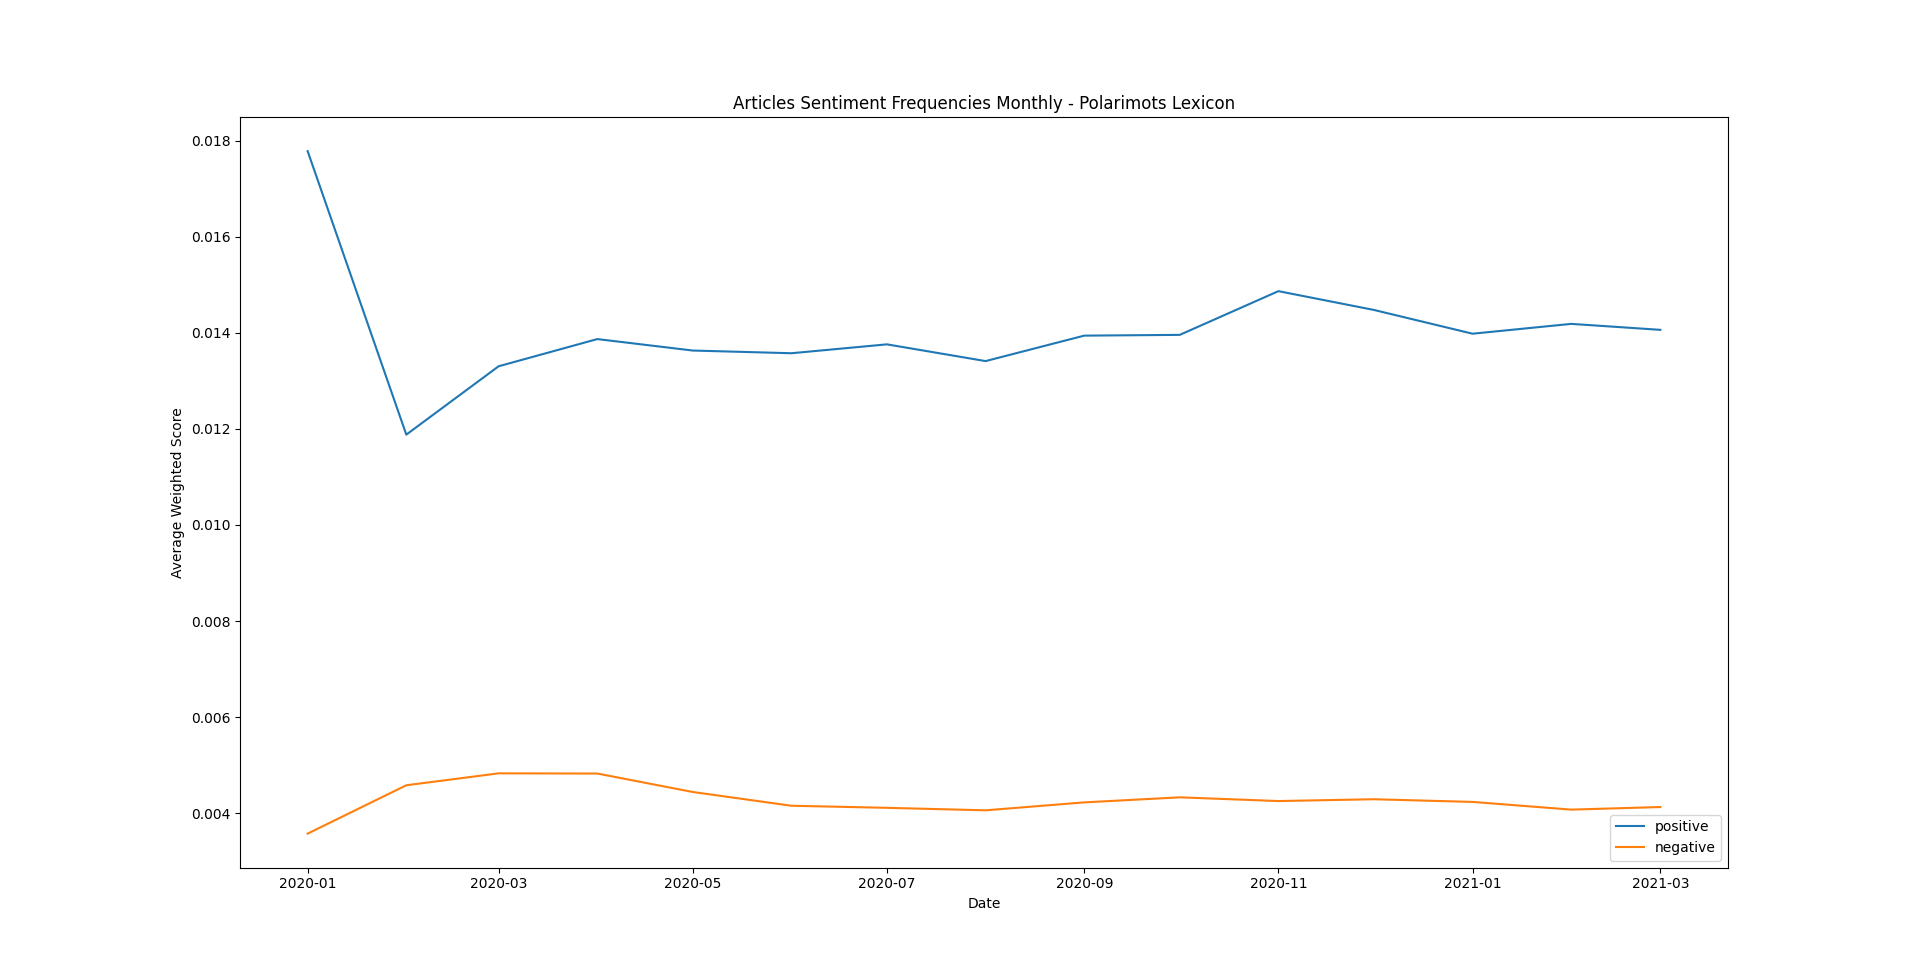 Articles Sentiment Frequencies Monthly - Polarimots Lexicon
0.018
0.016
0.014
0.012
0.010
0.008
0.006
0.004
Average Weighted Score
positive
negative
2020-01 2020-03 2020-05 2020-07 2020-09 2020-11 2021-01 2021-03
Date